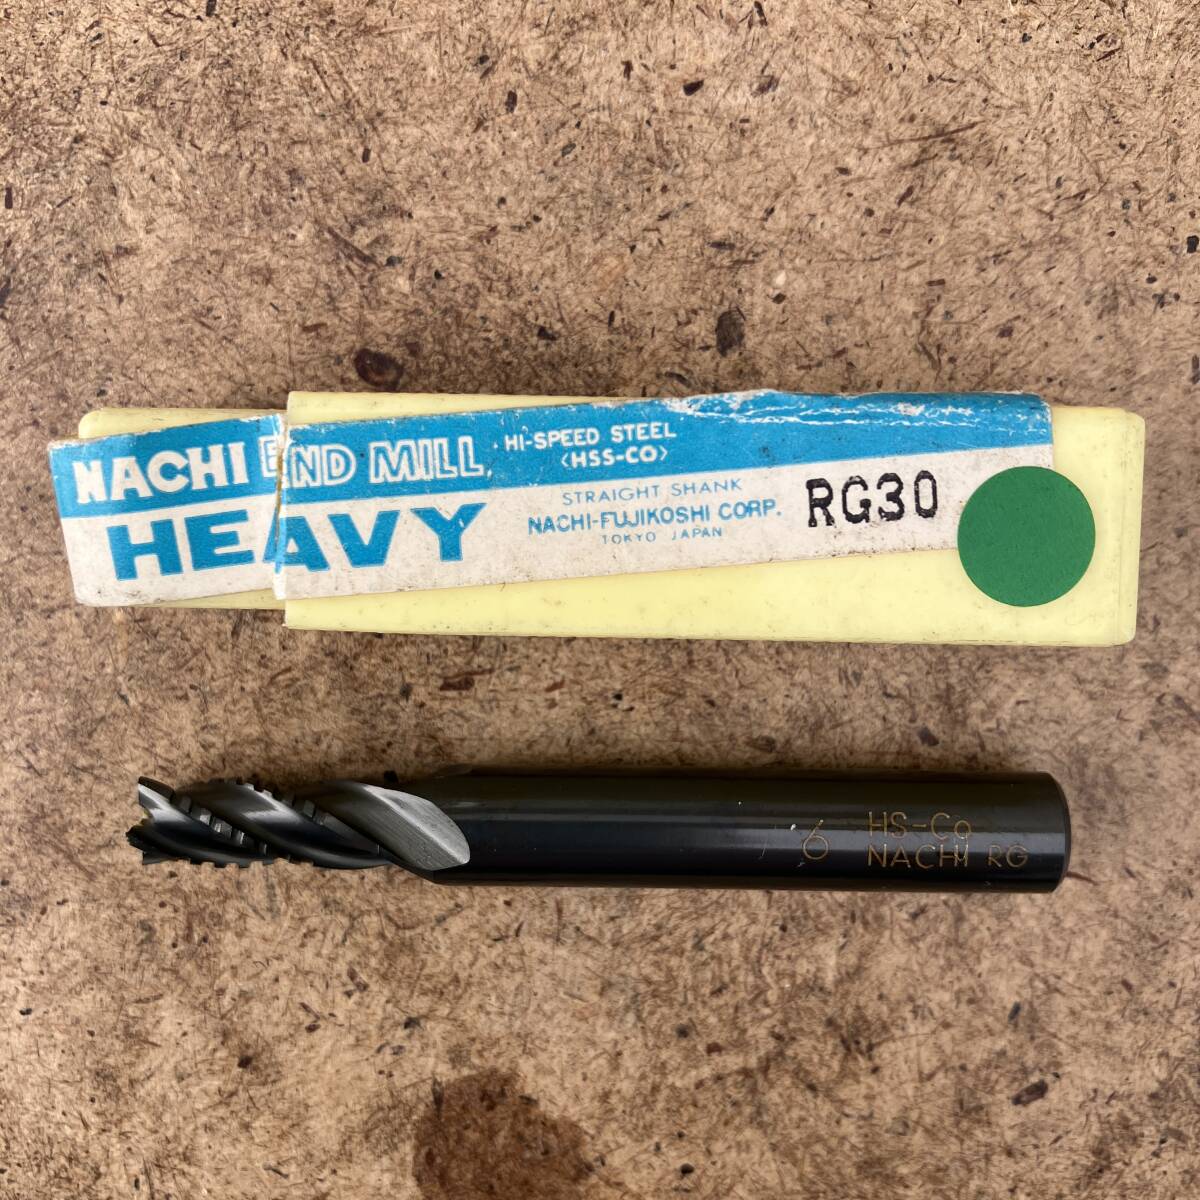 NACHI END MILL
HI-SPEED STEEL
<HSS-CO>
HEAVY
STRAIGHT SHANK
NACHI-FUJIKOSHI CORP.
TOKYO JAPAN
RG30
6
HS-Co
NACHI RG